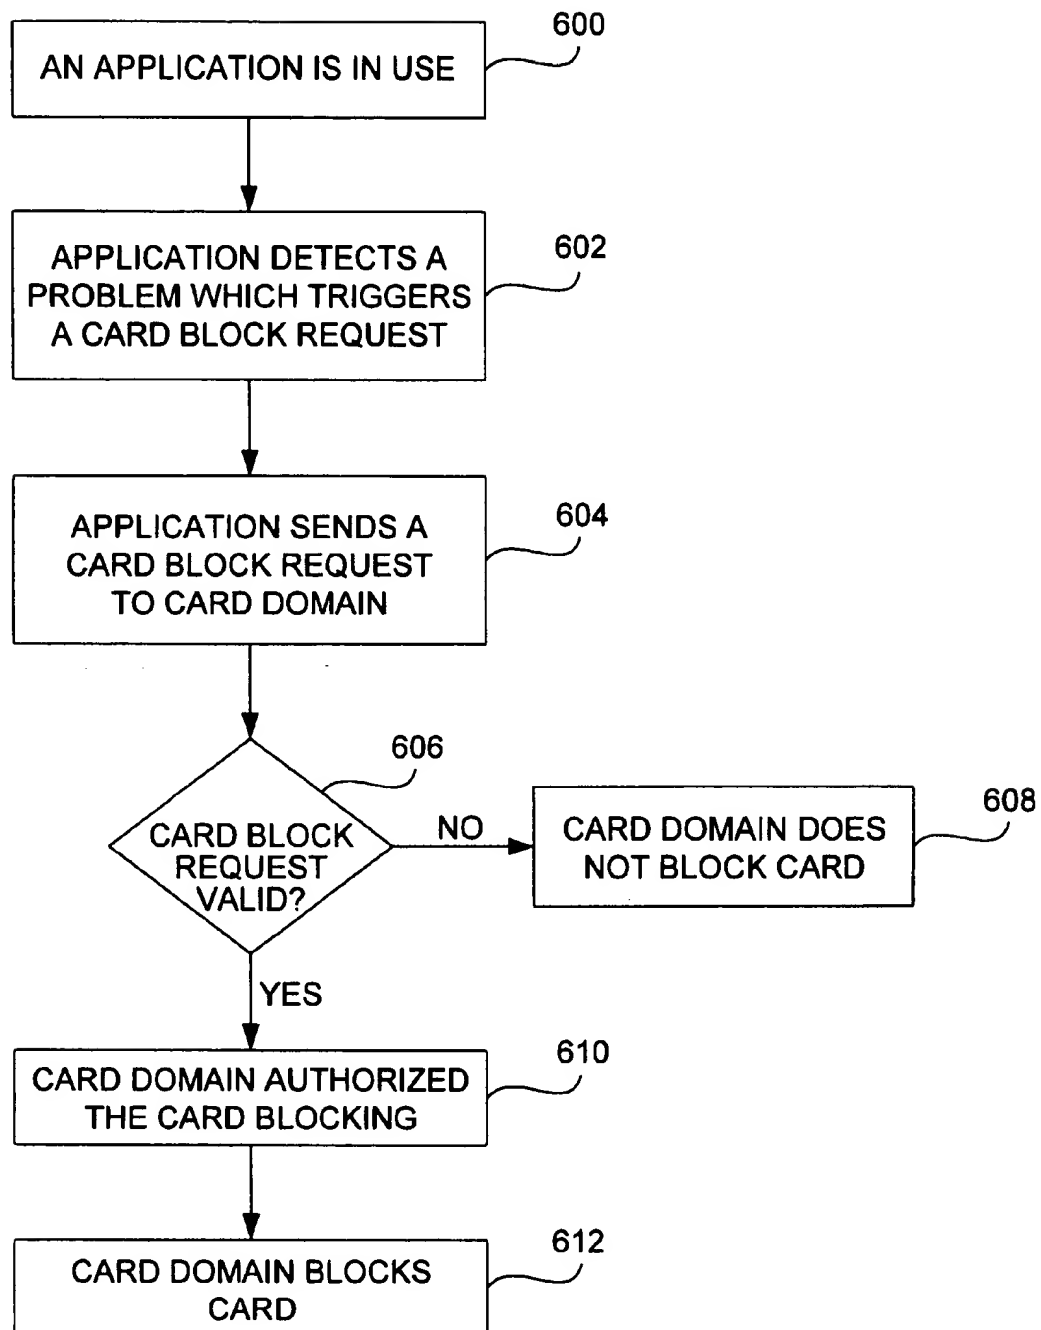 600
AN APPLICATION IS IN USE
602
APPLICATION DETECTS A
PROBLEM WHICH TRIGGERS
A CARD BLOCK REQUEST
604
APPLICATION SENDS A
CARD BLOCK REQUEST
TO CARD DOMAIN
606
CARD BLOCK
REQUEST
VALID?
NO
608
CARD DOMAIN DOES
NOT BLOCK CARD
YES
610
CARD DOMAIN AUTHORIZED
THE CARD BLOCKING
612
CARD DOMAIN BLOCKS
CARD